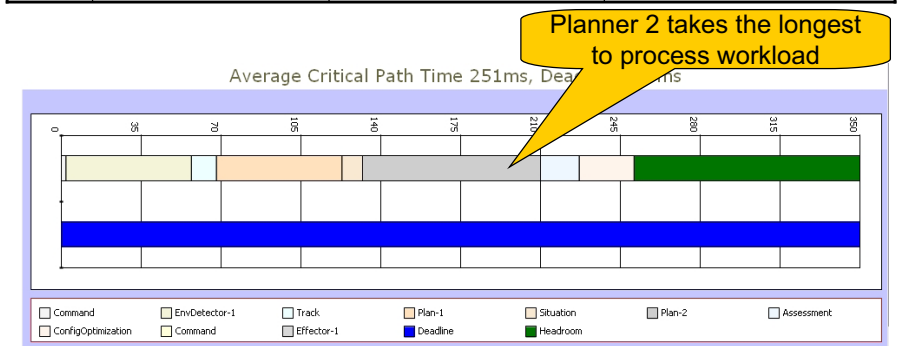 Planner 2 takes the longest
to process workload
Average Critical Path Time 251ms, Dea ms
0 35 70 105 140 175 210 245 280 315 350
Command EnvDetector-1 Track Plan-1 Situation Plan-2 Assessment
ConfigOptimization Command Effector-1 Deadline Headroom